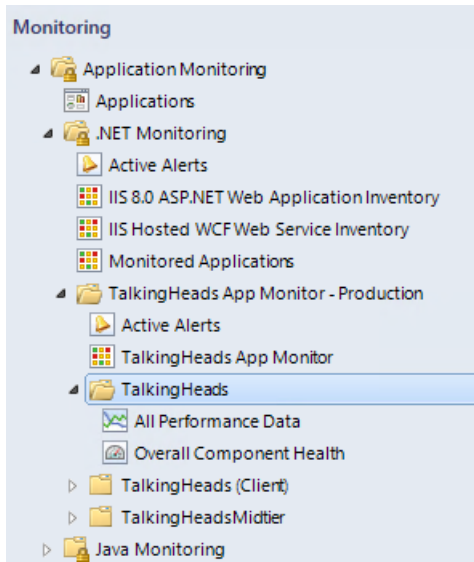 Monitoring
Application Monitoring
Applications
.NET Monitoring
Active Alerts
IIS 8.0 ASP.NET Web Application Inventory
IIS Hosted WCF Web Service Inventory
Monitored Applications
TalkingHeads App Monitor - Production
Active Alerts
TalkingHeads App Monitor
TalkingHeads
All Performance Data
Overall Component Health
TalkingHeads (Client)
TalkingHeadsMidtier
Java Monitoring